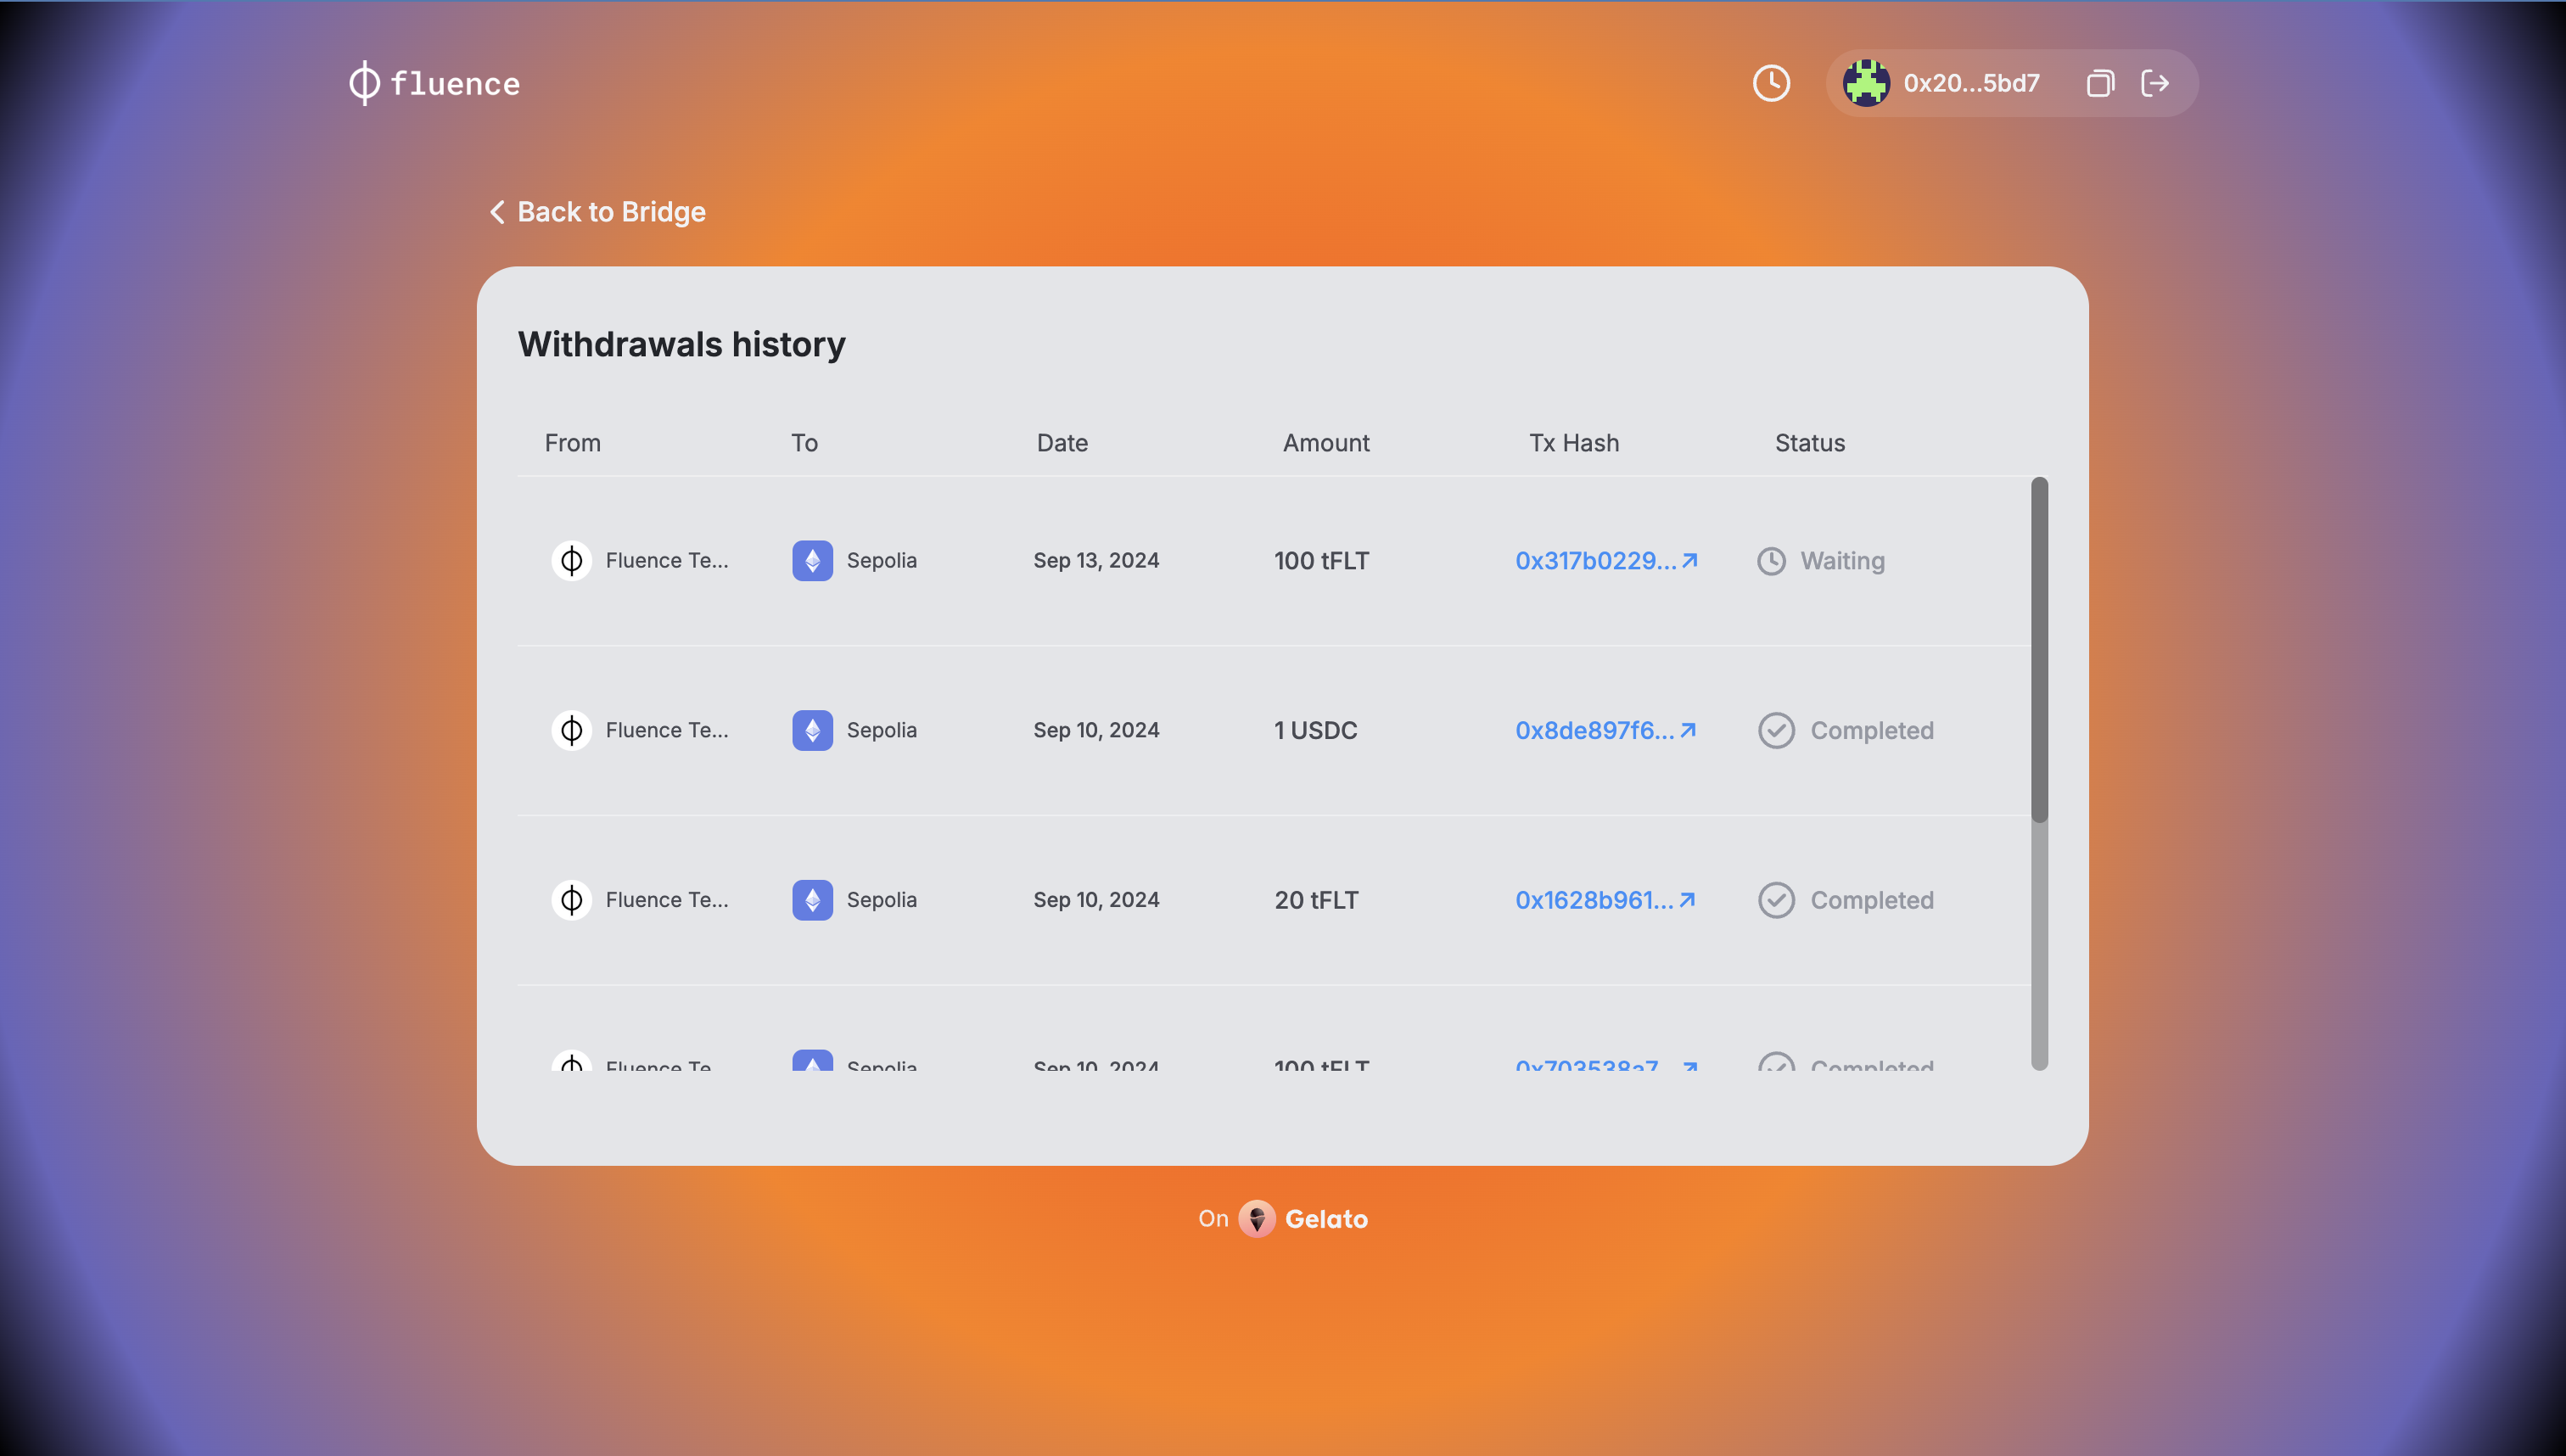 fluence
0x20...5bd7
Back to Bridge
Withdrawals history
From To Date Amount Tx Hash Status
Fluence Te... Sepolia Sep 13, 2024 100 tFLT 0x317b0229... Waiting
Fluence Te... Sepolia Sep 10, 2024 1 USDC 0x8de897f6... Completed
Fluence Te... Sepolia Sep 10, 2024 20 tFLT 0x1628b961... Completed
Fluence Te... Sepolia Sep 10, 2024 100 tFLT 0x703538a7... Completed
On Gelato